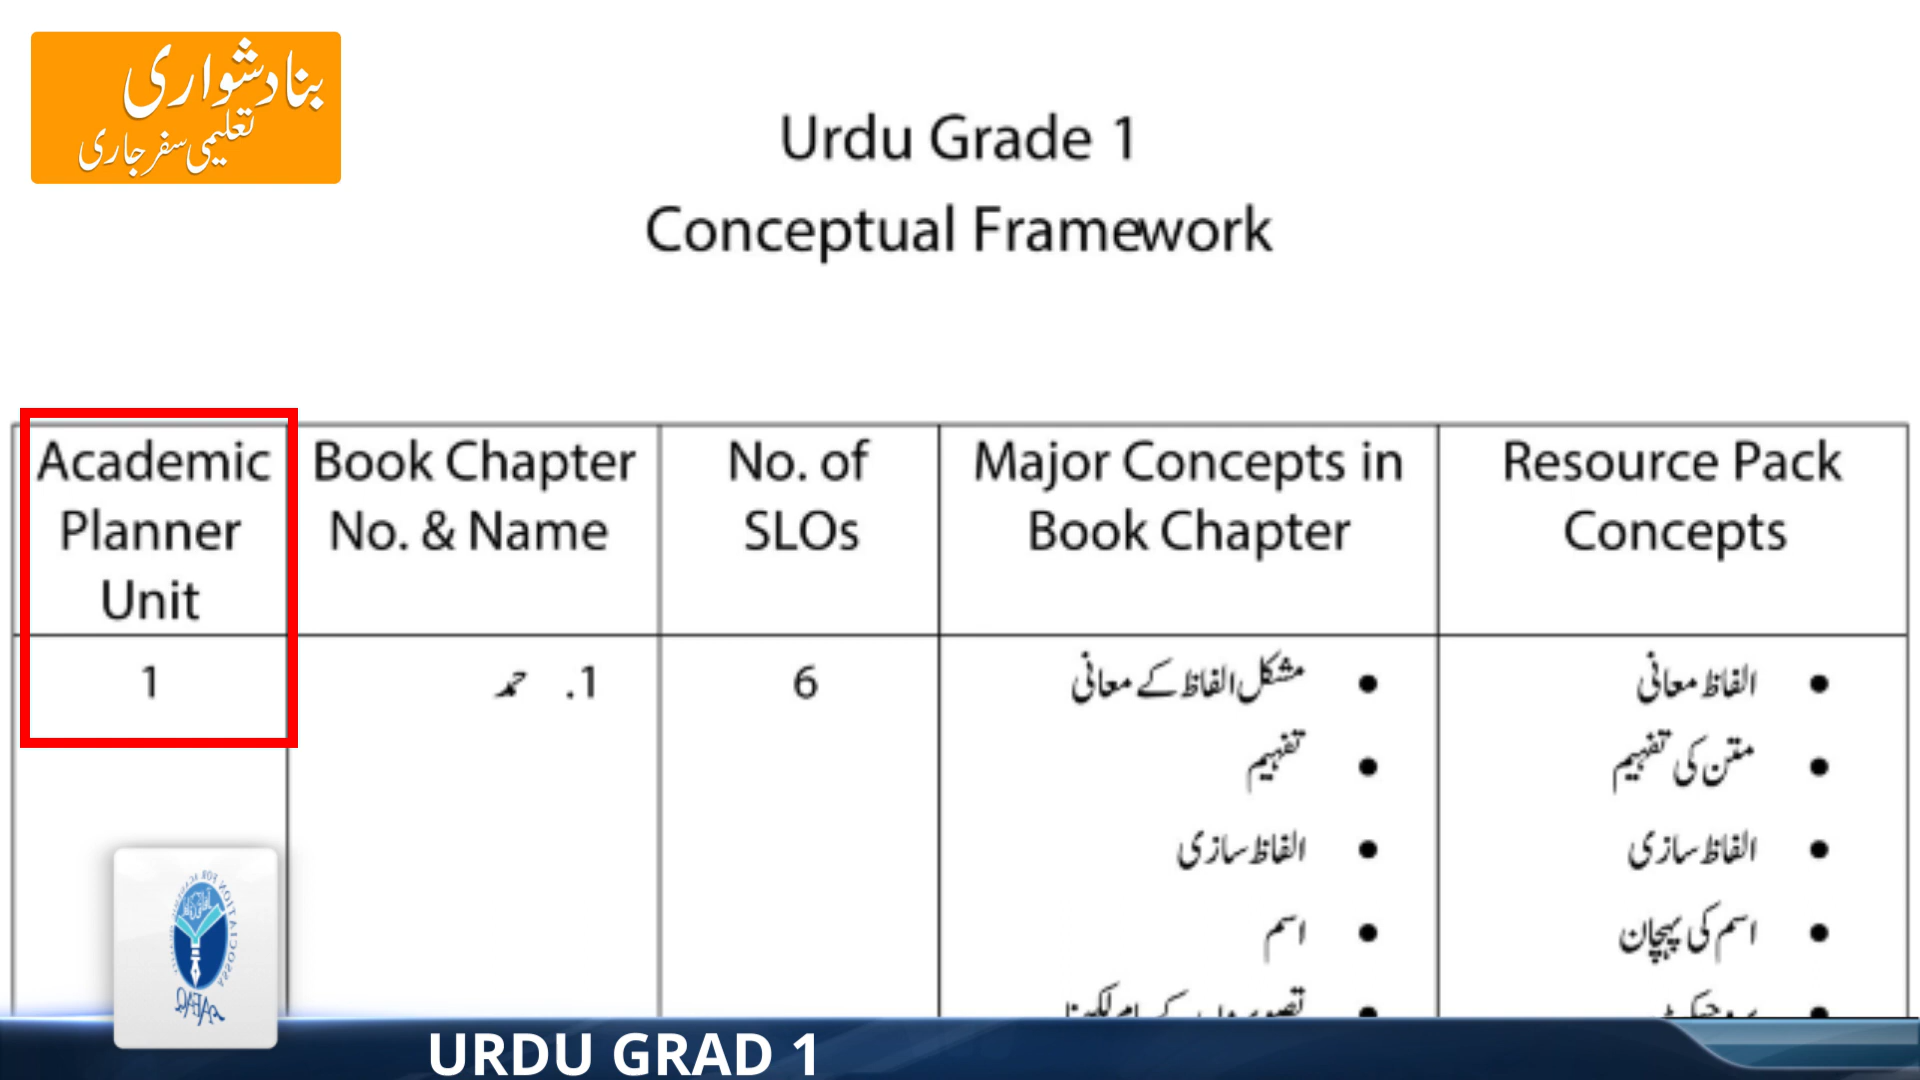 بنا دشواری
تعلیمی سفر جاری
Urdu Grade 1
Conceptual Framework
Academic
Planner
Unit
Book Chapter
No. & Name
No. of
SLOs
Major Concepts in
Book Chapter
Resource Pack
Concepts
1
1. حمد
6
• مشکل الفاظ کے معانی
• تفہیم
• الفاظ سازی
• اسم
• الفاظ معانی
• متن کی تفہیم
• الفاظ سازی
• اسم کی پہچان
AFAQ
URDU GRAD 1